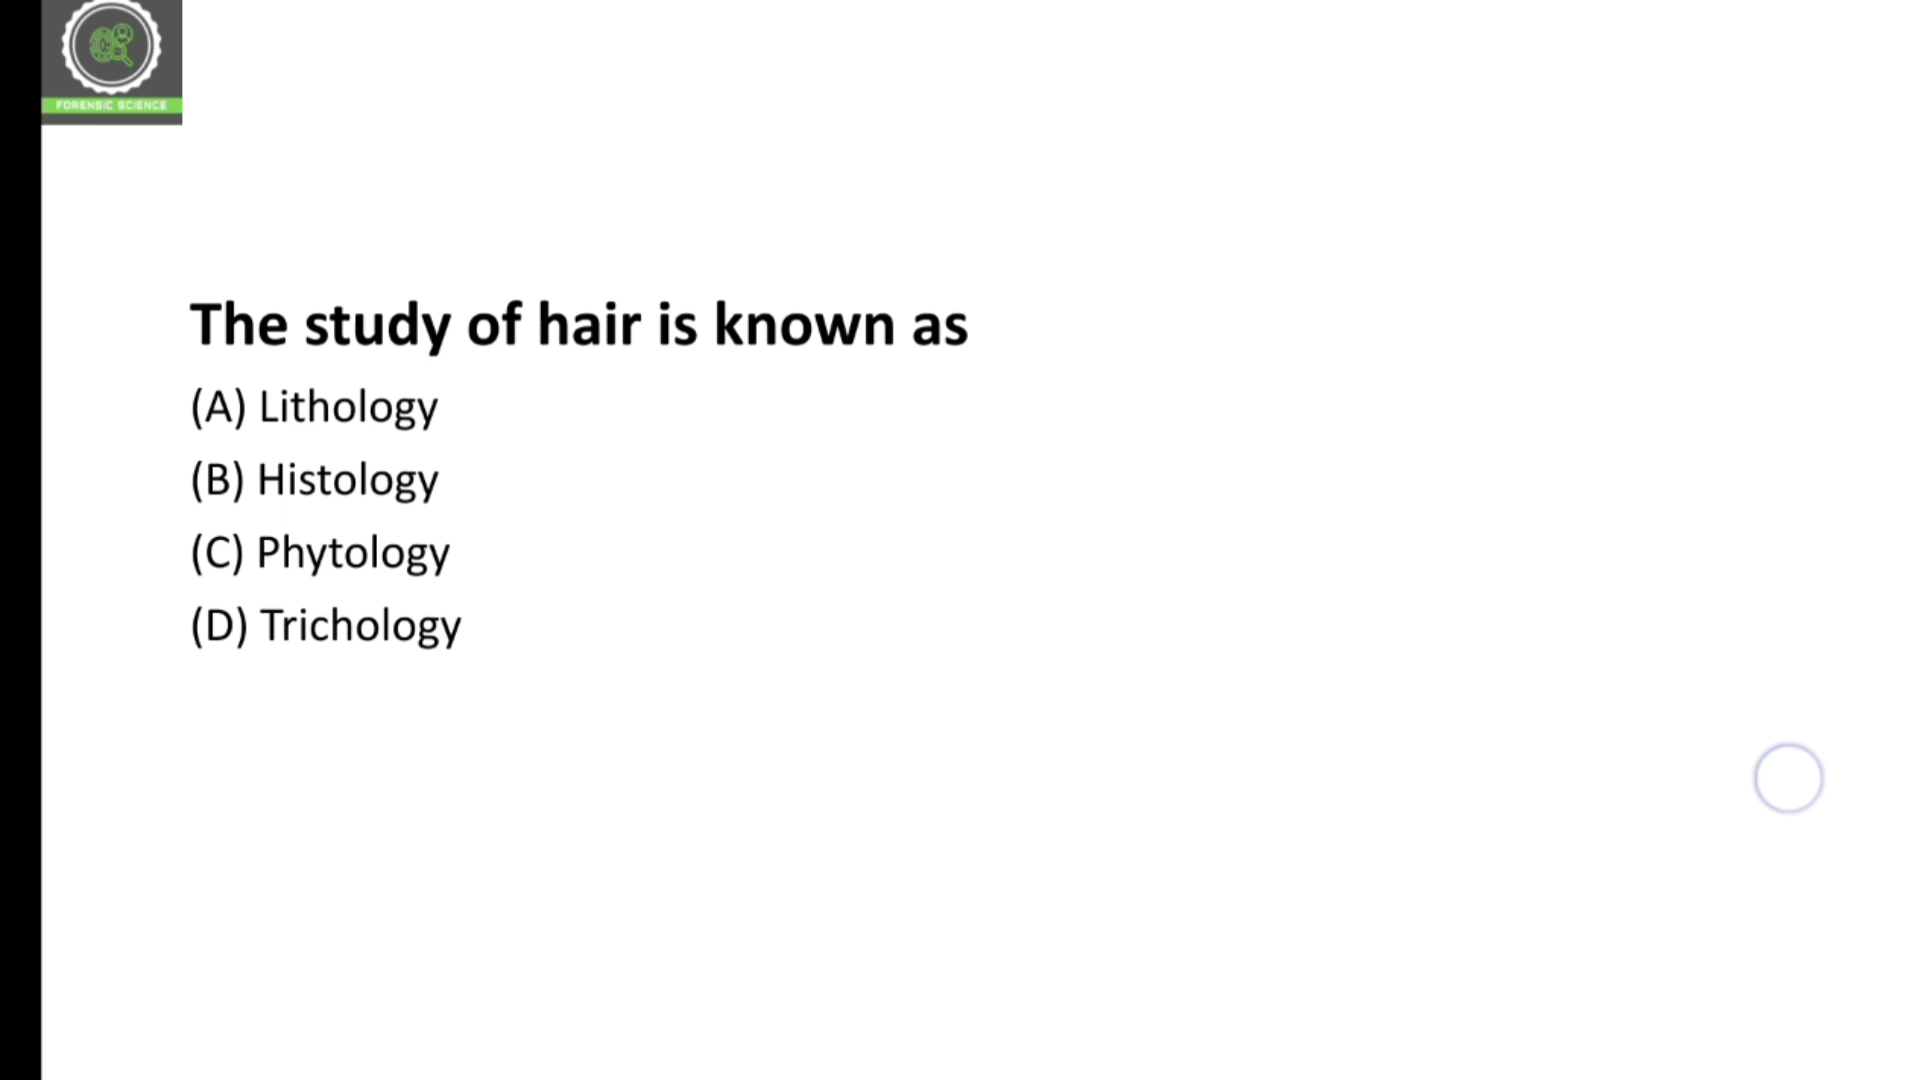 FORENSIC SCIENCE
The study of hair is known as
(A) Lithology
(B) Histology
(C) Phytology
(D) Trichology